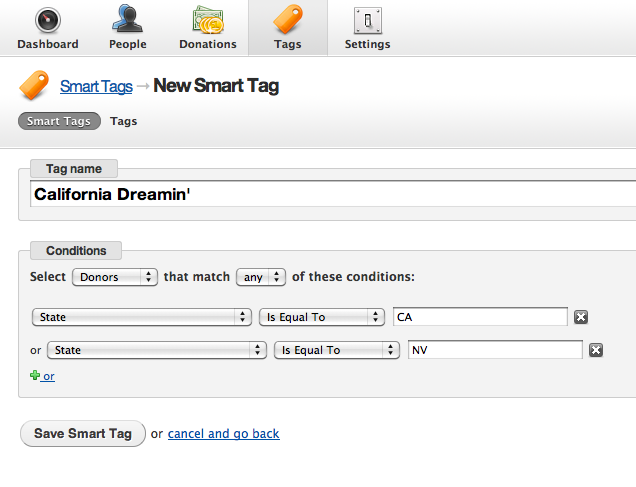 Dashboard People Donations Tags Settings
Smart Tags → New Smart Tag
Smart Tags Tags
Tag name
California Dreamin'
Conditions
Select Donors that match any of these conditions:
State Is Equal To CA
or State Is Equal To NV
or
Save Smart Tag or cancel and go back